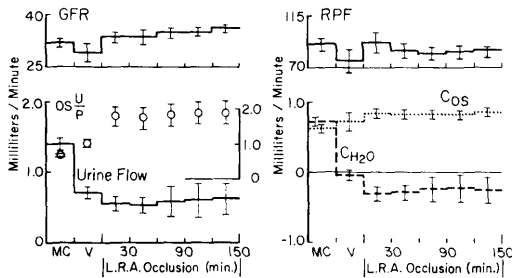 GFR
40
25
Milliliters / Minute
2.0
1.0
0
OS U/P
2.0
1.0
0
Urine Flow
MC V 30 90 150
L.R.A. Occlusion (min.)
RPF
115
70
Milliliters / Minute
1.0
0
-1.0
COS
CH2O
MC V 30 90 150
L.R.A. Occlusion (min.)